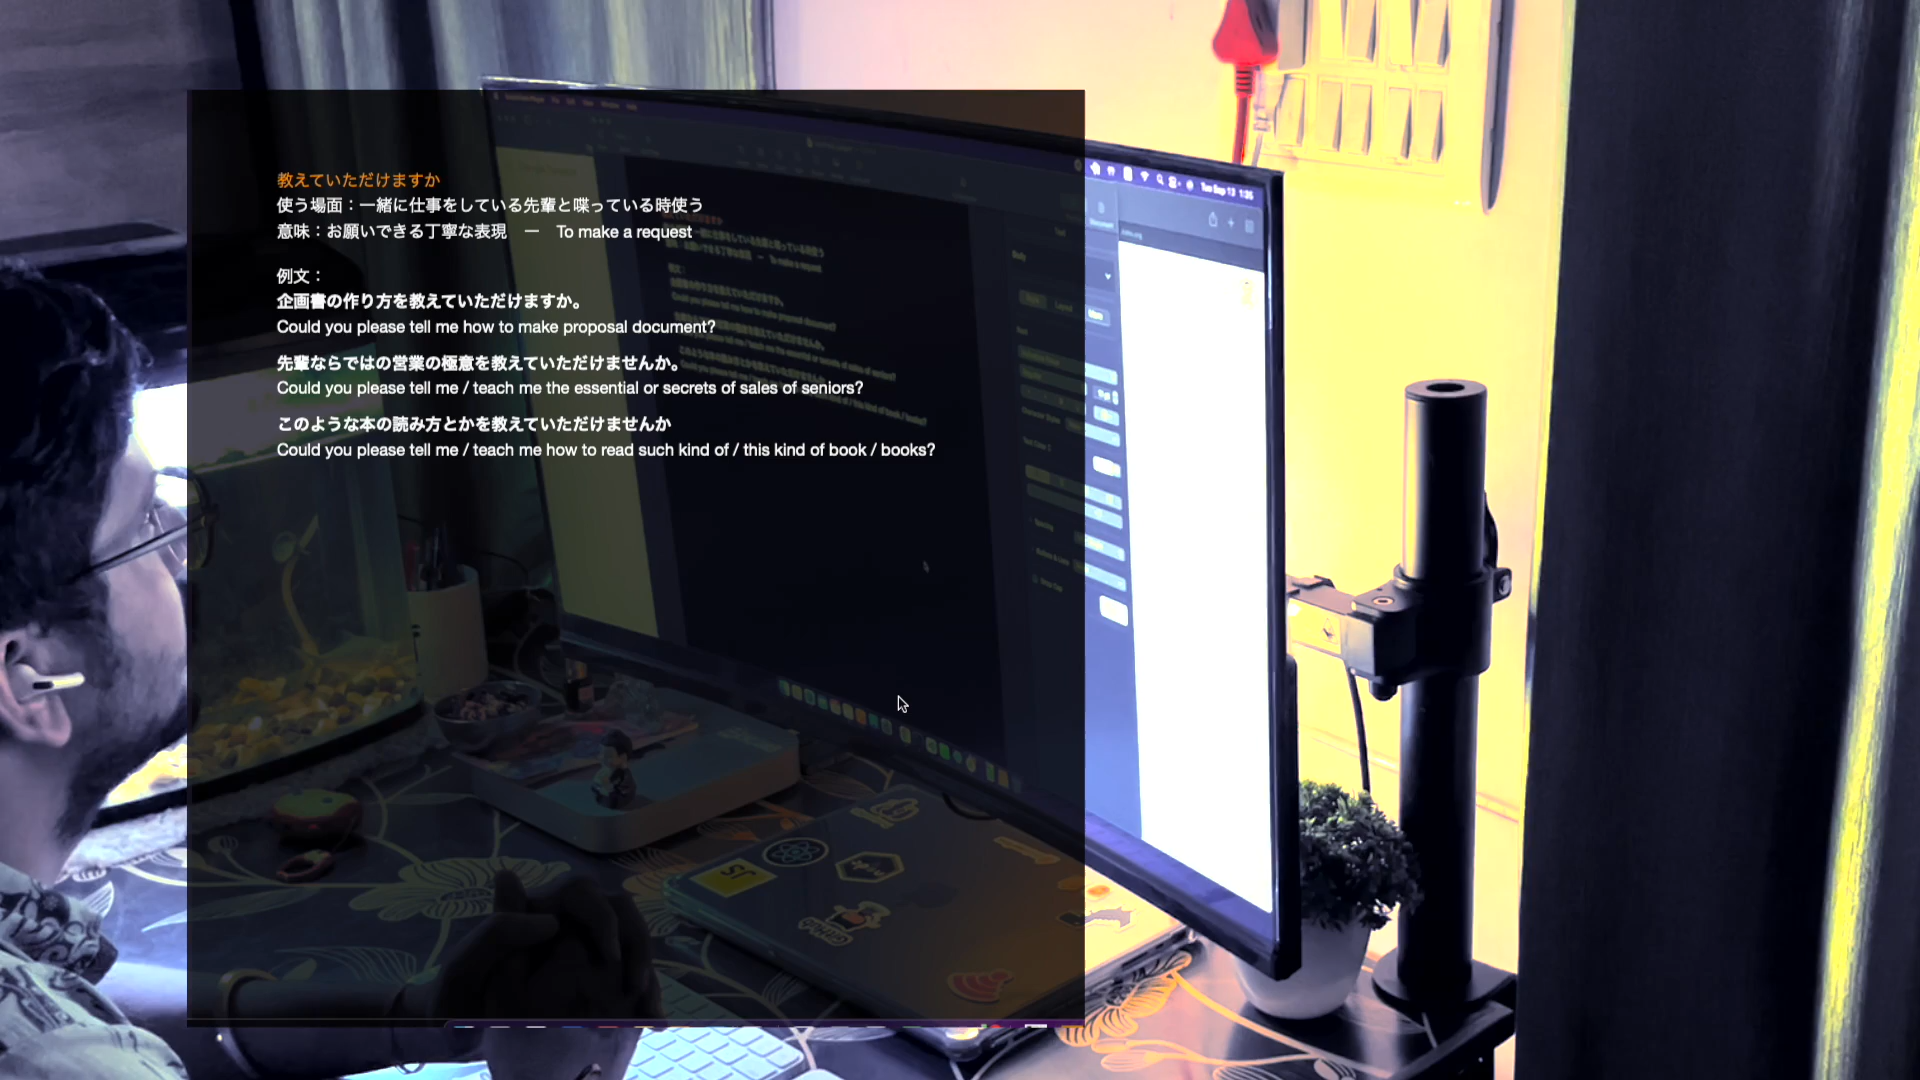 教えていただけますか
使う場面：一緒に仕事をしている先輩と喋っている時使う
意味：お願いできる丁寧な表現　ー　To make a request
例文：
企画書の作り方を教えていただけますか。
Could you please tell me how to make proposal document?
先輩ならではの営業の極意を教えていただけませんか。
Could you please tell me / teach me the essential or secrets of sales of seniors?
このような本の読み方とかを教えていただけませんか
Could you please tell me / teach me how to read such kind of / this kind of book / books?
Tue Sep 13 1:35
JS
GitHub